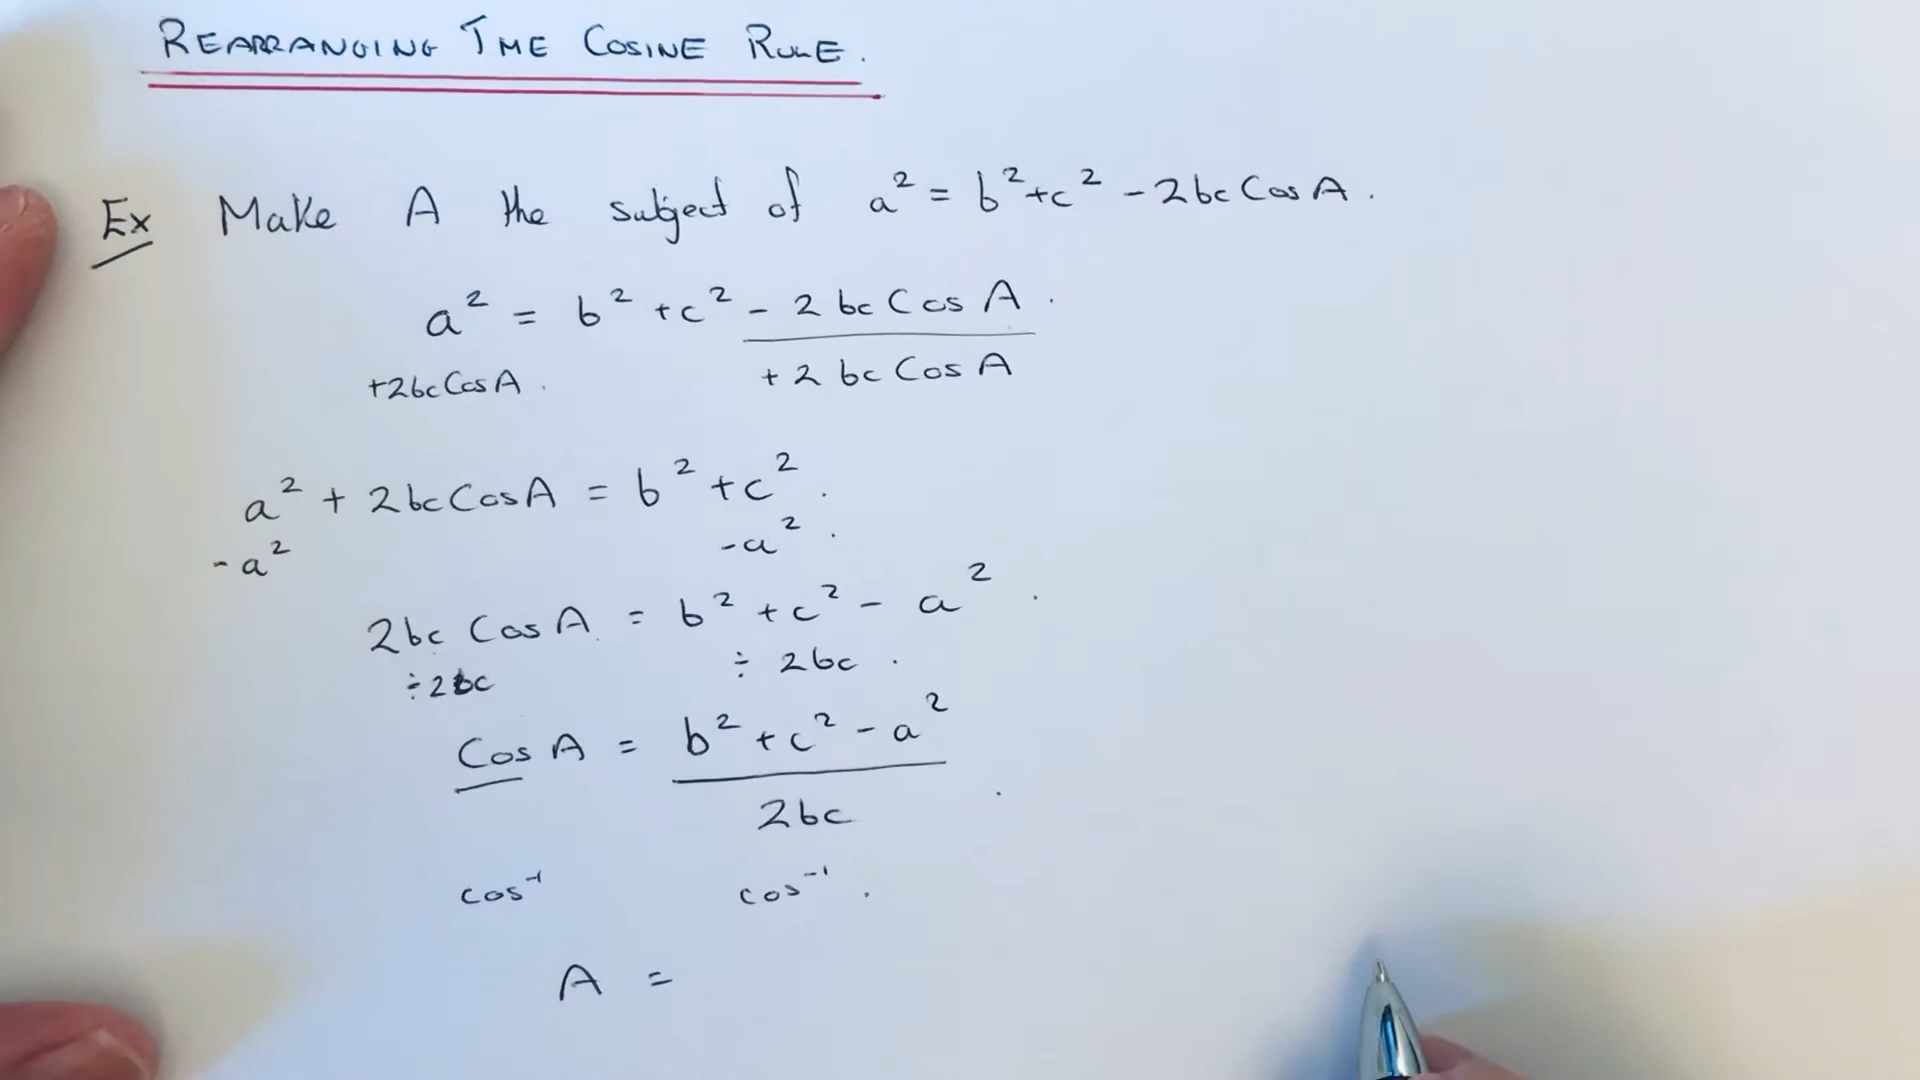 REARRANGING THE COSINE RULE.
Ex Make A the subject of a² = b² + c² - 2bc Cos A.
a² = b² + c² - 2bc Cos A.
+2bc Cos A. + 2bc Cos A
a² + 2bc Cos A = b² + c².
- a² - a².
2bc Cos A = b² + c² - a².
÷2bc ÷ 2bc.
Cos A = b² + c² - a²
2bc
cos⁻¹ cos⁻¹.
A =